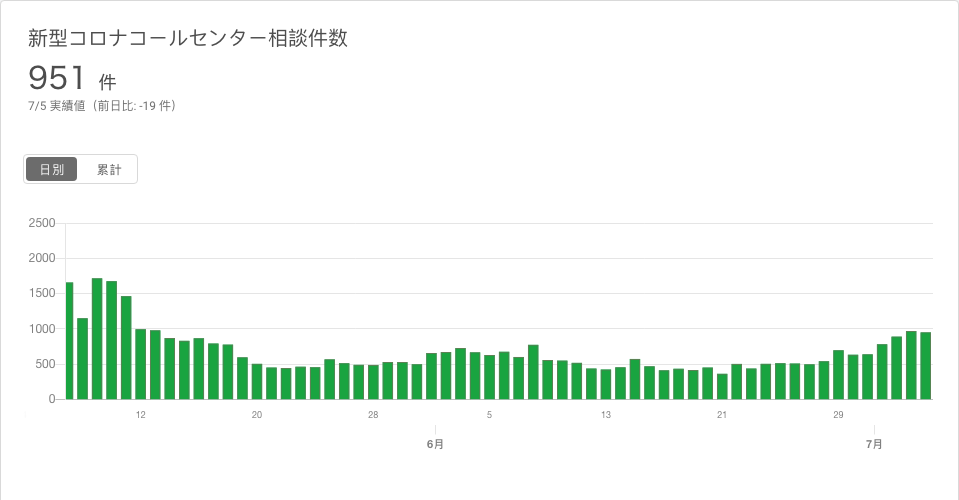 新型コロナコールセンター相談件数
951 件
7/5 実績値（前日比: -19 件）
日別 累計
2500
2000
1500
1000
500
0
12 20 28 5 13 21 29
6月 7月